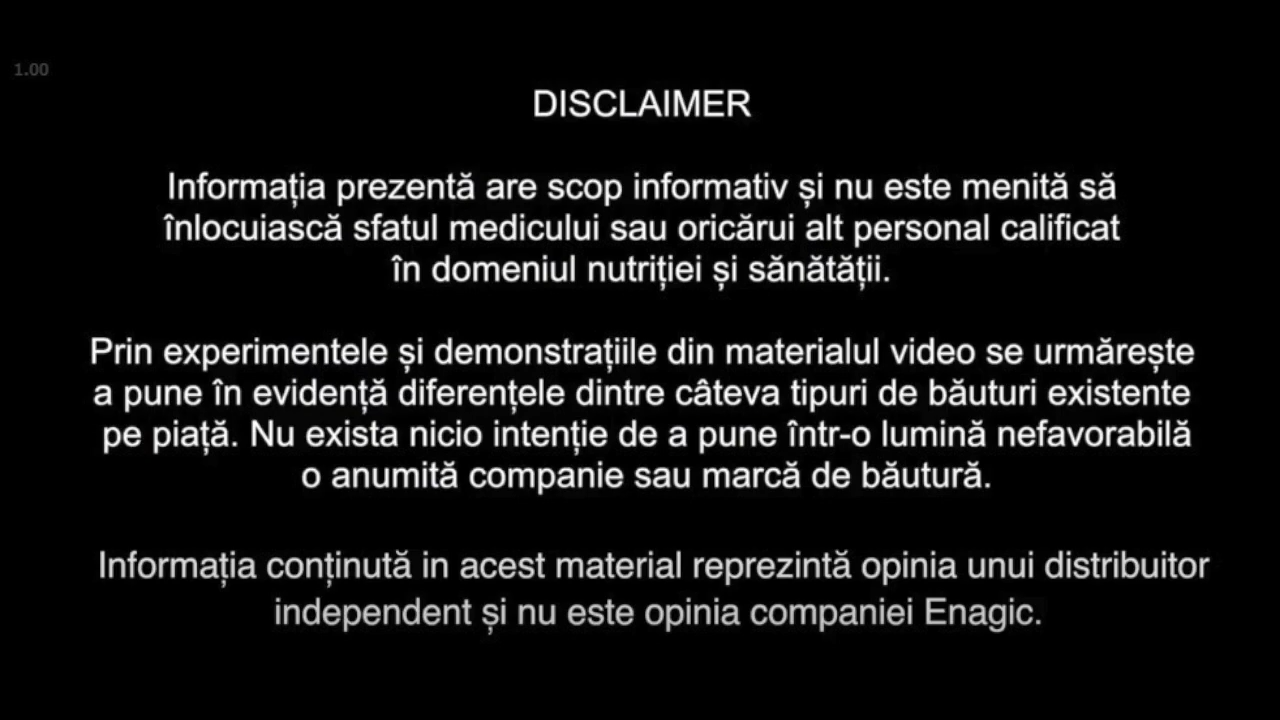 1.00
DISCLAIMER
Informația prezentă are scop informativ și nu este menită să
înlocuiască sfatul medicului sau oricărui alt personal calificat
în domeniul nutriției și sănătății.
Prin experimentele și demonstrațiile din materialul video se urmărește
a pune în evidență diferențele dintre câteva tipuri de băuturi existente
pe piață. Nu exista nicio intenție de a pune într-o lumină nefavorabilă
o anumită companie sau marcă de băutură.
Informația conținută in acest material reprezintă opinia unui distribuitor
independent și nu este opinia companiei Enagic.